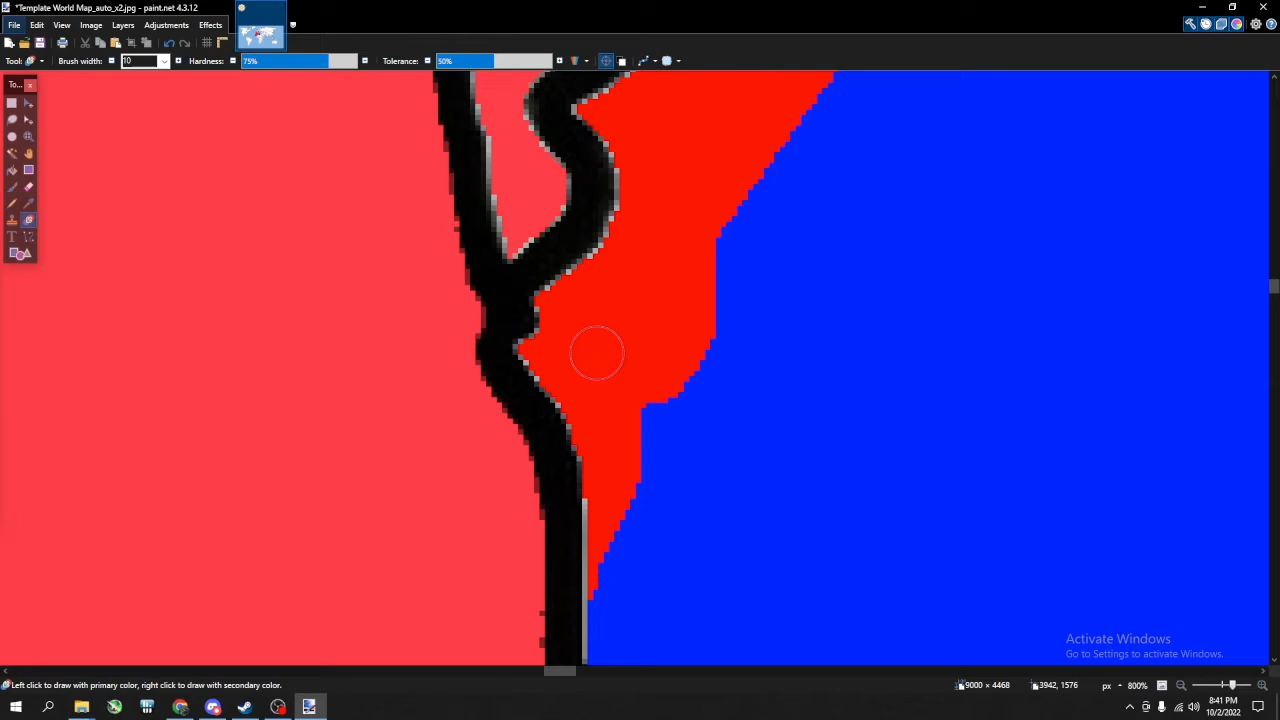 *Template World Map_auto_x2.jpg - paint.net 4.3.12
File Edit View Image Layers Adjustments Effects
Tool: Brush width: 10 Hardness: 75% Tolerance: 50%
To... x
Activate Windows
Go to Settings to activate Windows.
Left click to draw with primary color, right click to draw with secondary color. 9000 × 4468 3942, 1576 px 800%
8:41 PM
10/2/2022